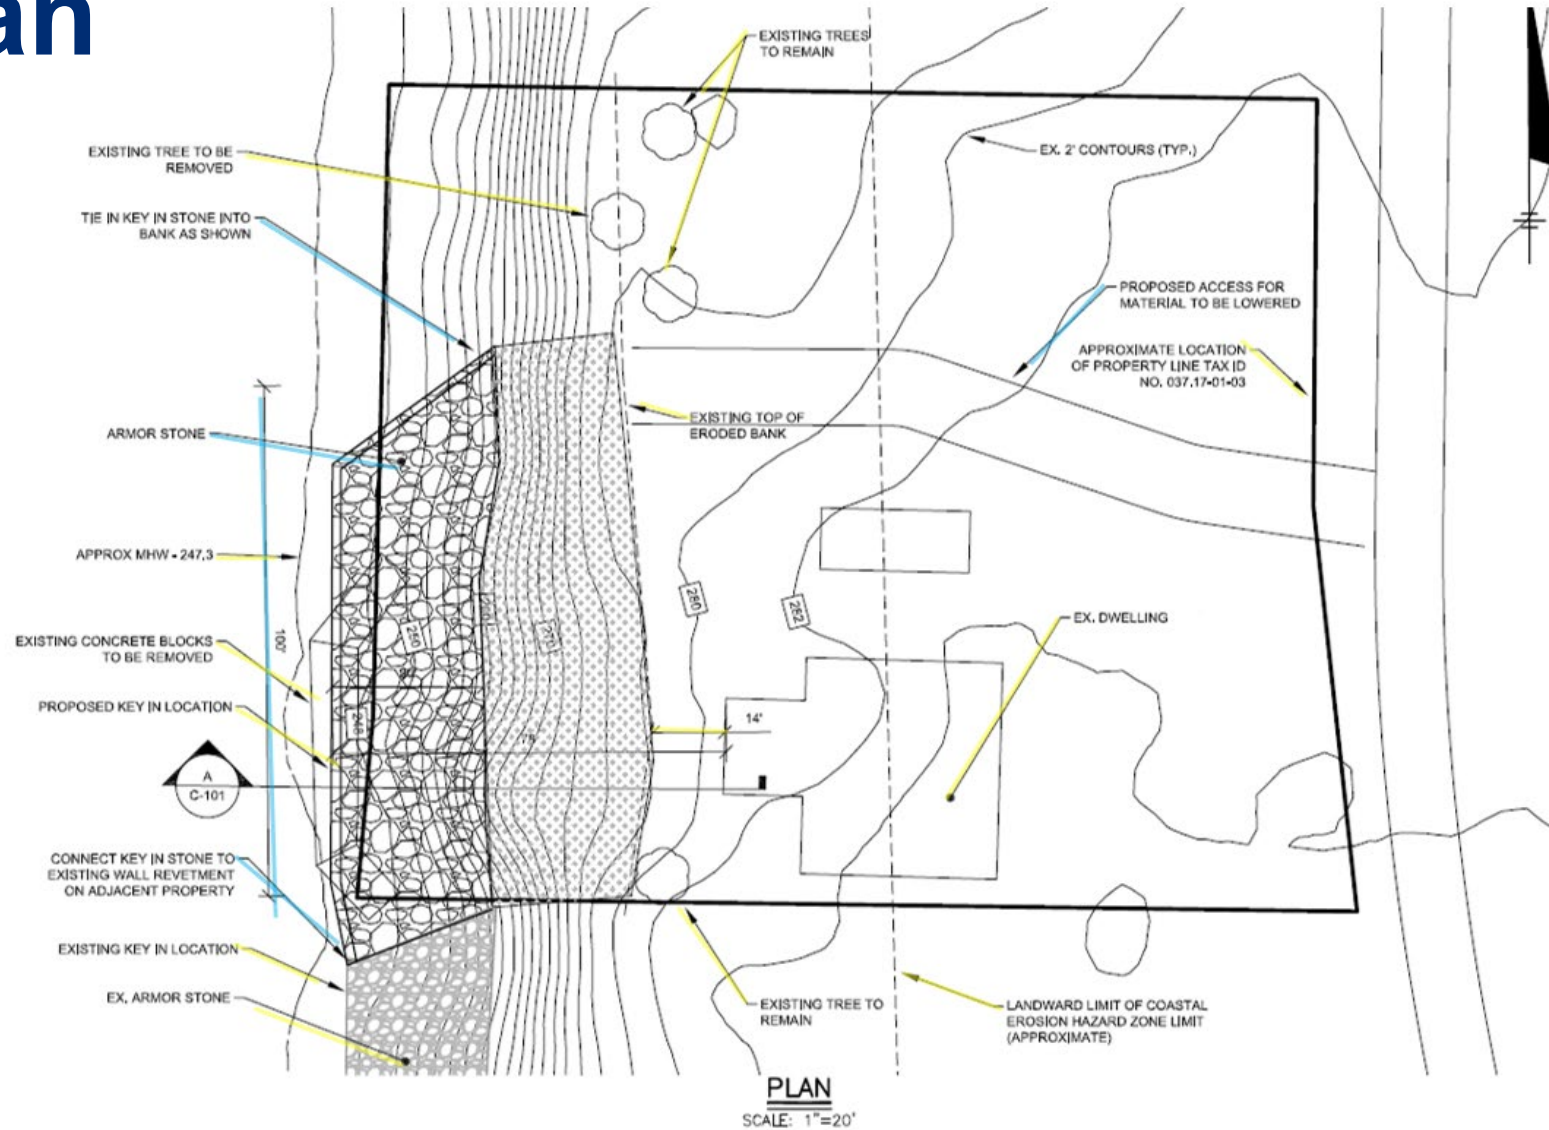 an
EXISTING TREES
TO REMAIN
EXISTING TREE TO BE
REMOVED
EX. 2' CONTOURS (TYP.)
TIE IN KEY IN STONE INTO
BANK AS SHOWN
PROPOSED ACCESS FOR
MATERIAL TO BE LOWERED
APPROXIMATE LOCATION
OF PROPERTY LINE TAX ID
NO. 037.17-01-03
EXISTING TOP OF
ERODED BANK
ARMOR STONE
APPROX MHW - 247.3
280
282
EX. DWELLING
100'
250
270
EXISTING CONCRETE BLOCKS
TO BE REMOVED
PROPOSED KEY IN LOCATION
248
14'
A
C-101
CONNECT KEY IN STONE TO
EXISTING WALL REVETMENT
ON ADJACENT PROPERTY
EXISTING KEY IN LOCATION
EX. ARMOR STONE
EXISTING TREE TO
REMAIN
LANDWARD LIMIT OF COASTAL
EROSION HAZARD ZONE LIMIT
(APPROXIMATE)
PLAN
SCALE: 1"=20'